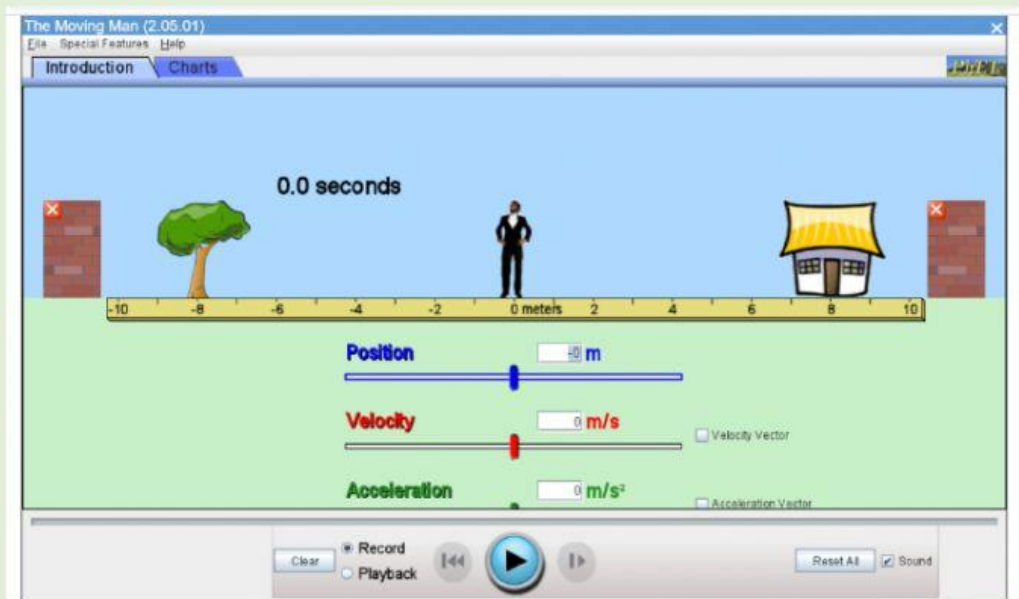 The Moving Man (2.05.01)
File Special Features Help
Introduction Charts
0.0 seconds
-10 -8 -6 -4 -2 0 meters 2 4 6 8 10
Position -0 m
Velocity 0 m/s
Velocity Vector
Acceleration 0 m/s²
Acceleration Vector
Clear Record
Playback
Reset All Sound